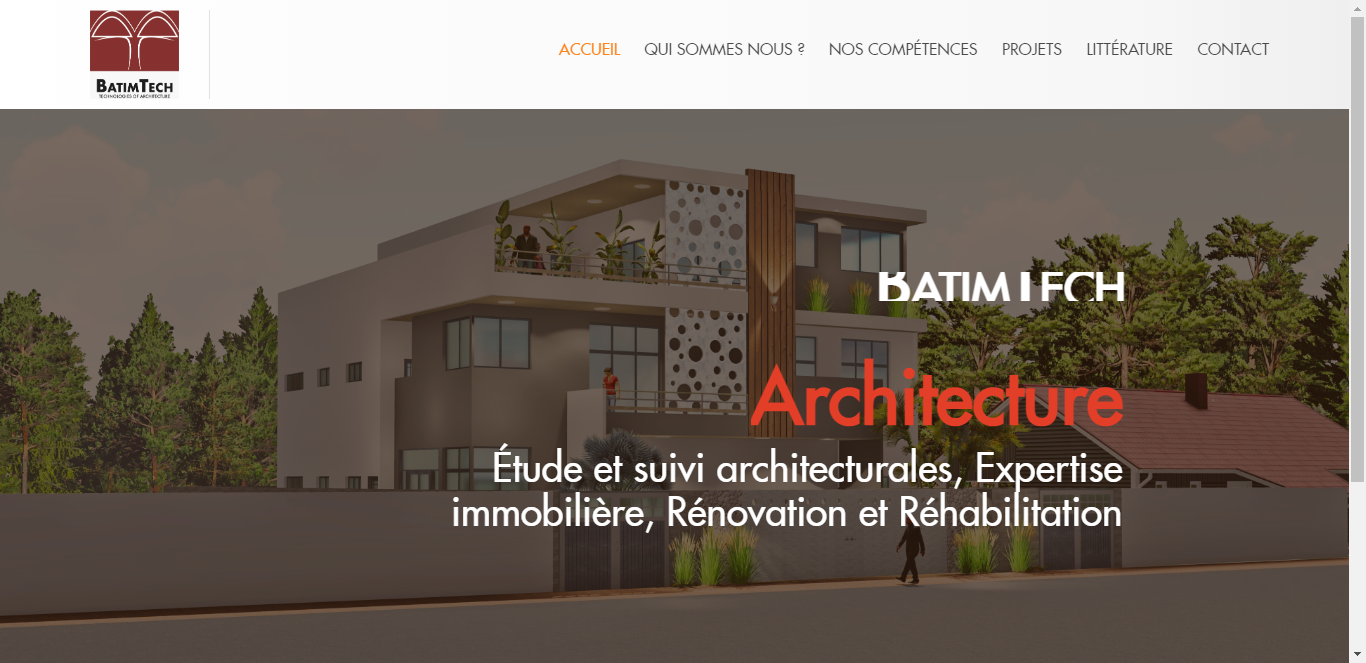 BATIMTECH
TECHNOLOGIES OF ARCHITECTURE
ACCUEIL QUI SOMMES NOUS ? NOS COMPÉTENCES PROJETS LITTÉRATURE CONTACT
BATIMTECH
Architecture
Étude et suivi architecturales, Expertise
immobilière, Rénovation et Réhabilitation